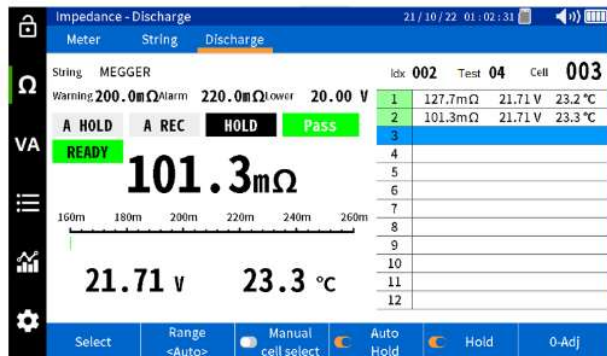 Impedance - Discharge 21/10/22 01:02:31
Meter String Discharge
String MEGGER Idx 002 Test 04 Cell 003
Warning 200.0mΩ Alarm 220.0mΩ Lower 20.00 V
1 127.7mΩ 21.71 V 23.2 °C
2 101.3mΩ 21.71 V 23.3 °C
3
4
5
6
7
8
9
10
11
12
A HOLD A REC HOLD Pass
READY
101.3mΩ
160m 180m 200m 220m 240m 260m
21.71 V 23.3 °C
Ω
VA
Select Range <Auto> Manual cell select Auto Hold Hold 0-Adj